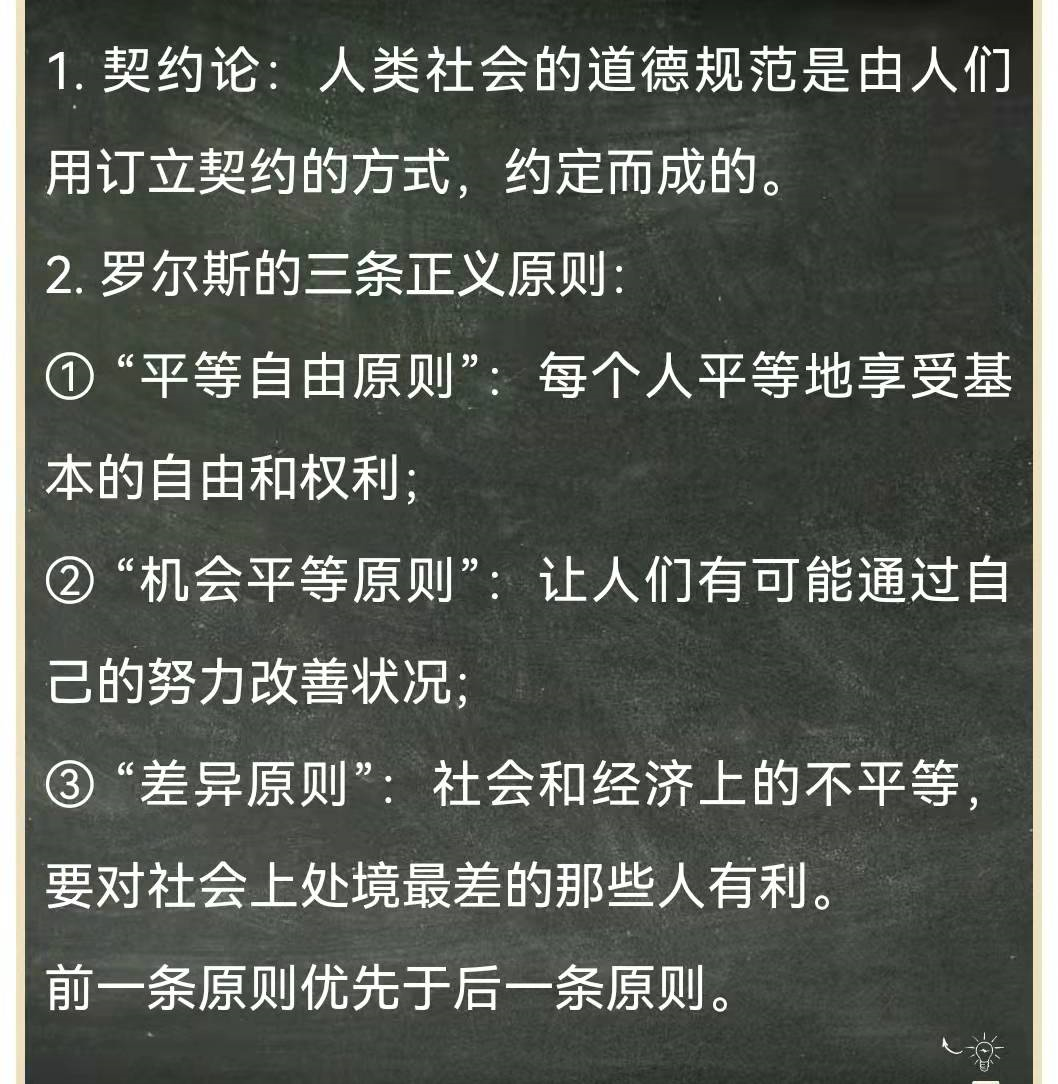 1. 契约论：人类社会的道德规范是由人们
用订立契约的方式，约定而成的。
2. 罗尔斯的三条正义原则：
① “平等自由原则”：每个人平等地享受基
本的自由和权利；
② “机会平等原则”：让人们有可能通过自
己的努力改善状况；
③ “差异原则”：社会和经济上的不平等，
要对社会上处境最差的那些人有利。
前一条原则优先于后一条原则。